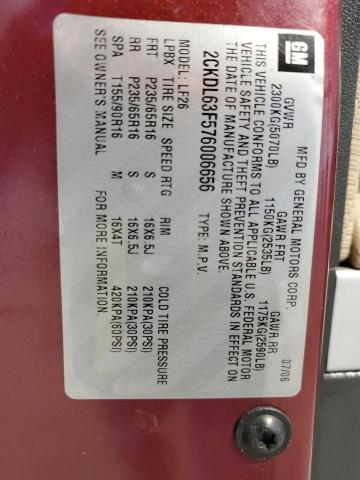 GM
MFD BY GENERAL MOTORS CORP. 07/06
GVWR GAWR FRT GAWR RR
2300KG(5070LB) 1150KG(2535LB) 1175KG(2590LB)
THIS VEHICLE CONFORMS TO ALL APPLICABLE U.S. FEDERAL MOTOR
VEHICLE SAFETY AND THEFT PREVENTION STANDARDS IN EFFECT ON
THE DATE OF MANUFACTURE SHOWN ABOVE.
2CKDL63F576006656 TYPE: M.P.V.
MODEL: LF26
LPBX TIRE SIZE SPEED RTG RIM COLD TIRE PRESSURE
FRT P235/65R16 S 16X6.5J 210KPA(30PSI)
RR P235/65R16 S 16X6.5J 210KPA(30PSI)
SPA T155/90R16 M 16X4T 420KPA(60PSI)
SEE OWNER'S MANUAL FOR MORE INFORMATION.